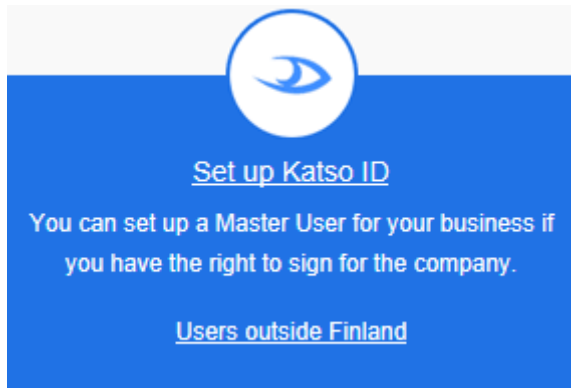 Set up Katso ID
You can set up a Master User for your business if
you have the right to sign for the company.
Users outside Finland